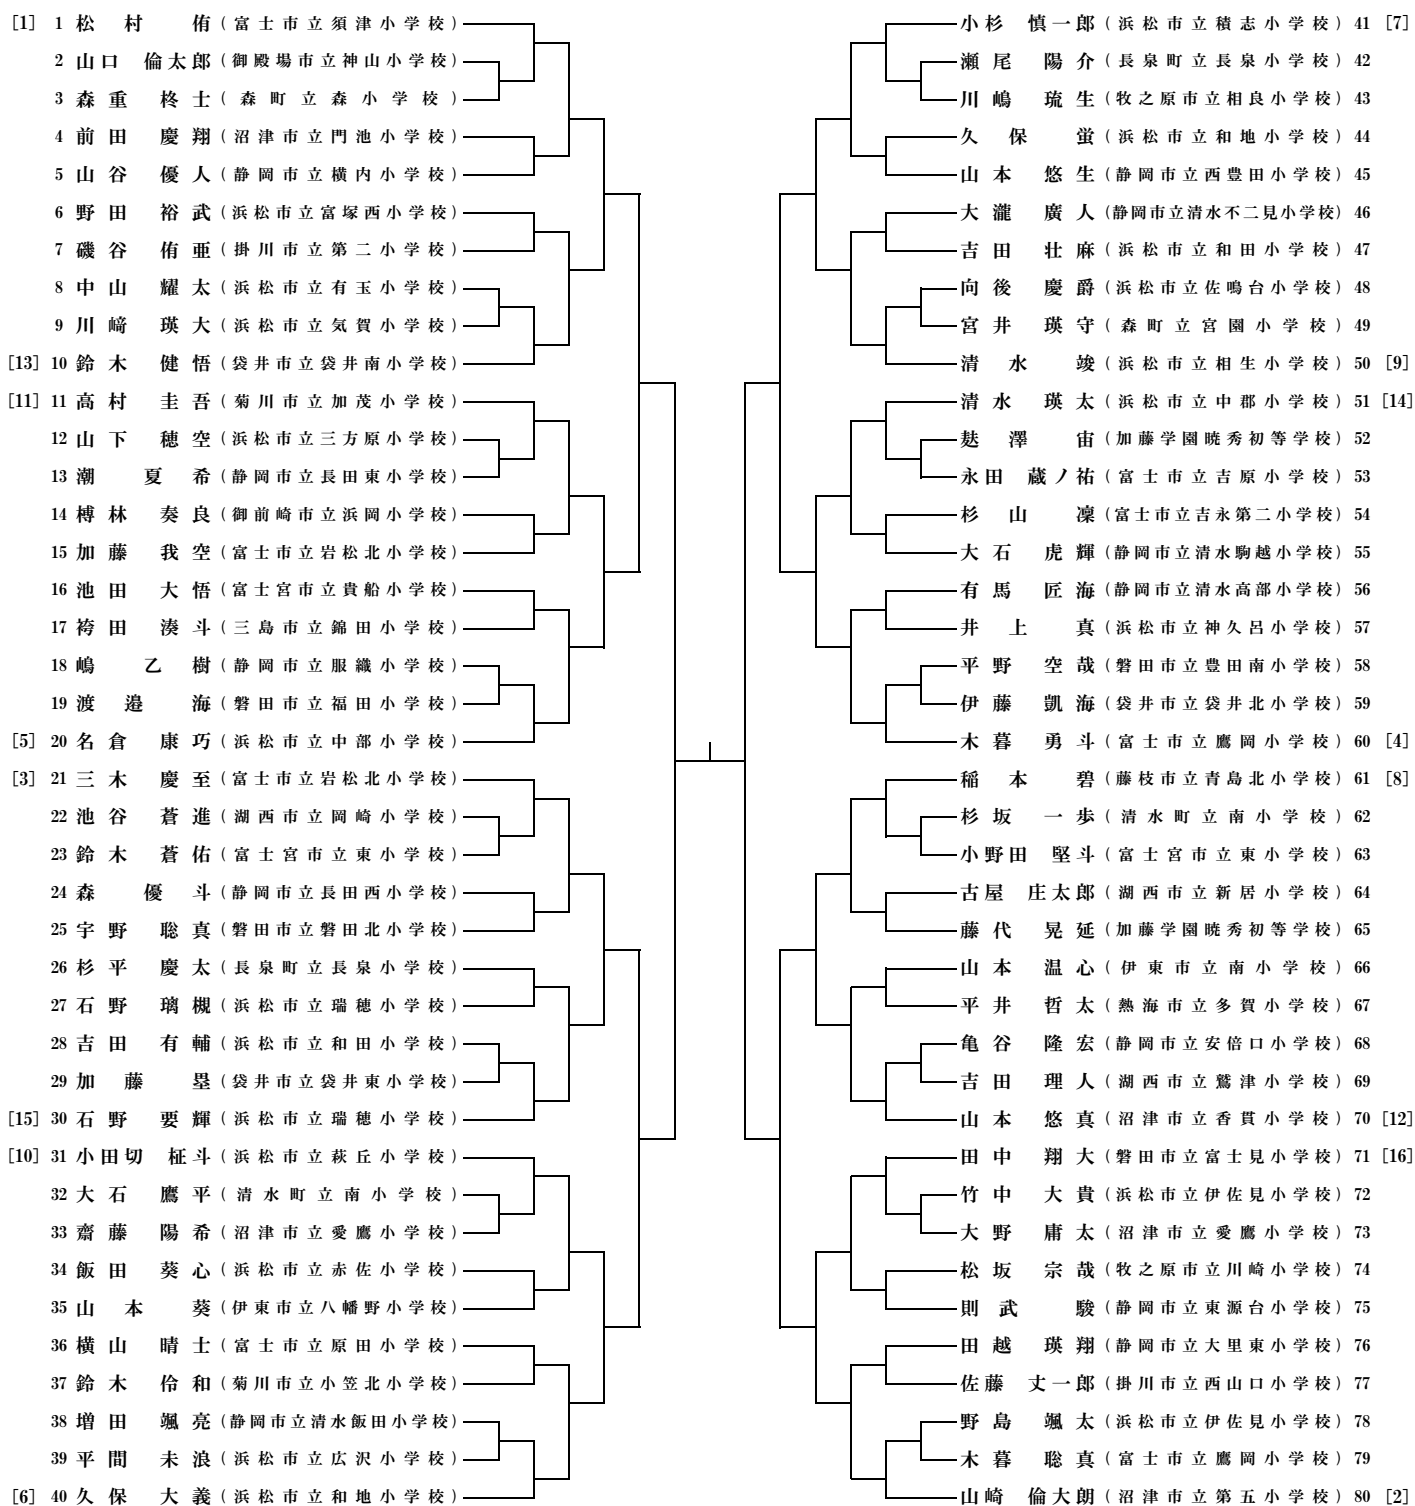 [1] 1 松村 侑 (富士市立須津小学校)
2 山口 倫太郎 (御殿場市立神山小学校)
3 森重 柊士 (森町立森小学校)
4 前田 慶翔 (沼津市立門池小学校)
5 山谷 優人 (静岡市立横内小学校)
6 野田 裕武 (浜松市立富塚西小学校)
7 磯谷 侑亜 (掛川市立第二小学校)
8 中山 耀太 (浜松市立有玉小学校)
9 川﨑 瑛大 (浜松市立気賀小学校)
[13] 10 鈴木 健悟 (袋井市立袋井南小学校)
[11] 11 高村 圭吾 (菊川市立加茂小学校)
12 山下 穂空 (浜松市立三方原小学校)
13 潮 夏希 (静岡市立長田東小学校)
14 榑林 奏良 (御前崎市立浜岡小学校)
15 加藤 我空 (富士市立岩松北小学校)
16 池田 大悟 (富士宮市立貴船小学校)
17 袴田 湊斗 (三島市立錦田小学校)
18 嶋 乙樹 (静岡市立服織小学校)
19 渡邉 海 (磐田市立福田小学校)
[5] 20 名倉 康巧 (浜松市立中部小学校)
[3] 21 三木 慶至 (富士市立岩松北小学校)
22 池谷 蒼進 (湖西市立岡崎小学校)
23 鈴木 蒼佑 (富士宮市立東小学校)
24 森 優斗 (静岡市立長田西小学校)
25 宇野 聡真 (磐田市立磐田北小学校)
26 杉平 慶太 (長泉町立長泉小学校)
27 石野 璃槻 (浜松市立瑞穂小学校)
28 吉田 有輔 (浜松市立和田小学校)
29 加藤 塁 (袋井市立袋井東小学校)
[15] 30 石野 要輝 (浜松市立瑞穂小学校)
[10] 31 小田切 柾斗 (浜松市立萩丘小学校)
32 大石 鷹平 (清水町立南小学校)
33 齋藤 陽希 (沼津市立愛鷹小学校)
34 飯田 葵心 (浜松市立赤佐小学校)
35 山本 葵 (伊東市立八幡野小学校)
36 横山 晴士 (富士市立原田小学校)
37 鈴木 伶和 (菊川市立小笠北小学校)
38 増田 颯亮 (静岡市立清水飯田小学校)
39 平間 未浪 (浜松市立広沢小学校)
[6] 40 久保 大義 (浜松市立和地小学校)
小杉 慎一郎 (浜松市立積志小学校) 41 [7]
瀬尾 陽介 (長泉町立長泉小学校) 42
川嶋 琉生 (牧之原市立相良小学校) 43
久保 蛍 (浜松市立和地小学校) 44
山本 悠生 (静岡市立西豊田小学校) 45
大瀧 廣人 (静岡市立清水不二見小学校) 46
吉田 壮麻 (浜松市立和田小学校) 47
向後 慶爵 (浜松市立佐鳴台小学校) 48
宮井 瑛守 (森町立宮園小学校) 49
清水 竣 (浜松市立相生小学校) 50 [9]
清水 瑛太 (浜松市立中郡小学校) 51 [14]
麸澤 宙 (加藤学園暁秀初等学校) 52
永田 蔵ノ祐 (富士市立吉原小学校) 53
杉山 凜 (富士市立吉永第二小学校) 54
大石 虎輝 (静岡市立清水駒越小学校) 55
有馬 匠海 (静岡市立清水高部小学校) 56
井上 真 (浜松市立神久呂小学校) 57
平野 空哉 (磐田市立豊田南小学校) 58
伊藤 凱海 (袋井市立袋井北小学校) 59
木暮 勇斗 (富士市立鷹岡小学校) 60 [4]
稲本 碧 (藤枝市立青島北小学校) 61 [8]
杉坂 一歩 (清水町立南小学校) 62
小野田 堅斗 (富士宮市立東小学校) 63
古屋 庄太郎 (湖西市立新居小学校) 64
藤代 晃延 (加藤学園暁秀初等学校) 65
山本 温心 (伊東市立南小学校) 66
平井 哲太 (熱海市立多賀小学校) 67
亀谷 隆宏 (静岡市立安倍口小学校) 68
吉田 理人 (湖西市立鷲津小学校) 69
山本 悠真 (沼津市立香貫小学校) 70 [12]
田中 翔大 (磐田市立富士見小学校) 71 [16]
竹中 大貴 (浜松市立伊佐見小学校) 72
大野 庸太 (沼津市立愛鷹小学校) 73
松坂 宗哉 (牧之原市立川崎小学校) 74
則武 駿 (静岡市立東源台小学校) 75
田越 瑛翔 (静岡市立大里東小学校) 76
佐藤 丈一郎 (掛川市立西山口小学校) 77
野島 颯太 (浜松市立伊佐見小学校) 78
木暮 聡真 (富士市立鷹岡小学校) 79
山崎 倫大朗 (沼津市立第五小学校) 80 [2]